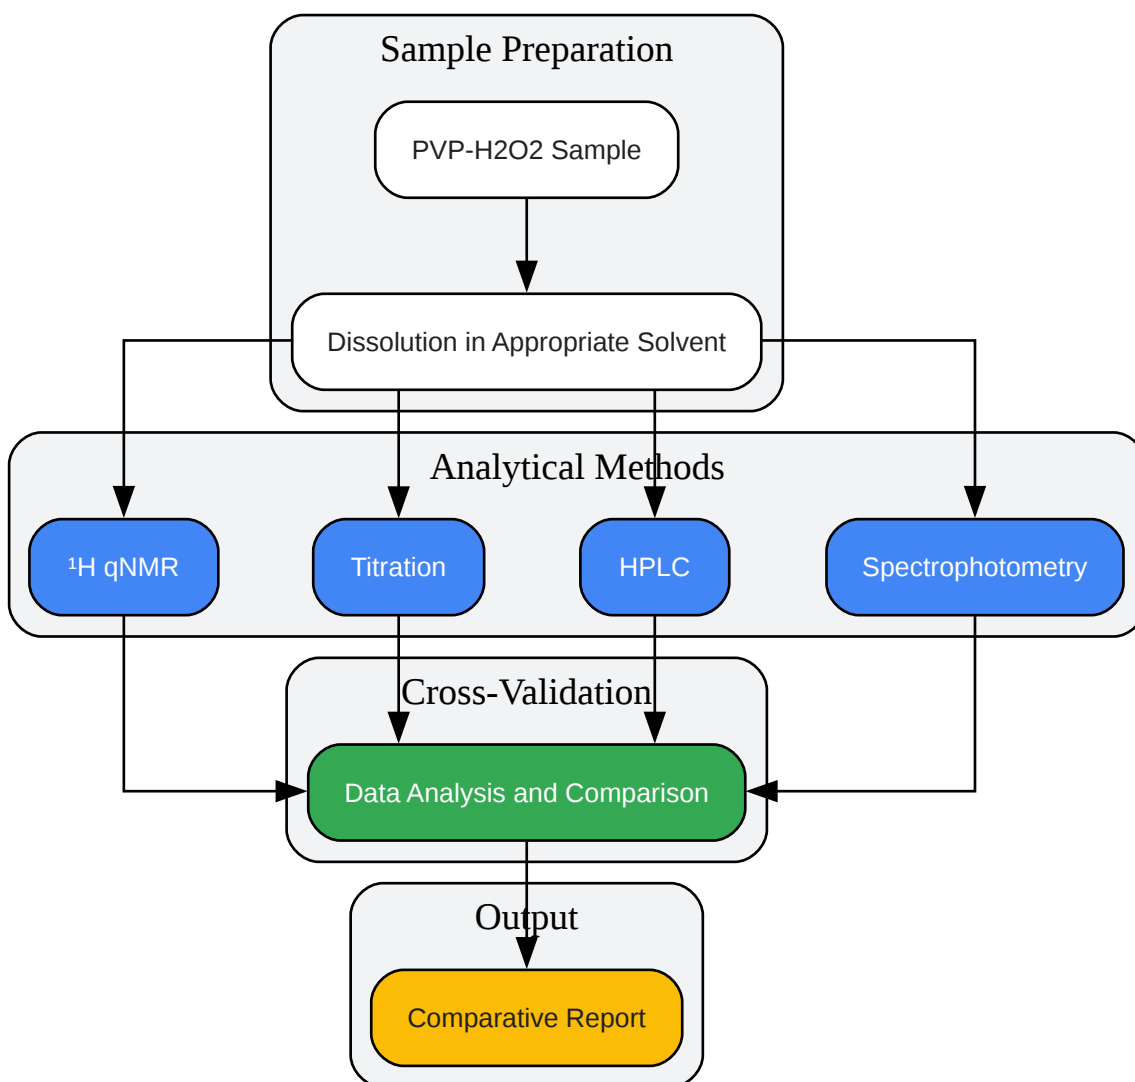 Sample Preparation
PVP-H2O2 Sample
Dissolution in Appropriate Solvent
Analytical Methods
¹H qNMR
Titration
HPLC
Spectrophotometry
Cross-Validation
Data Analysis and Comparison
Output
Comparative Report